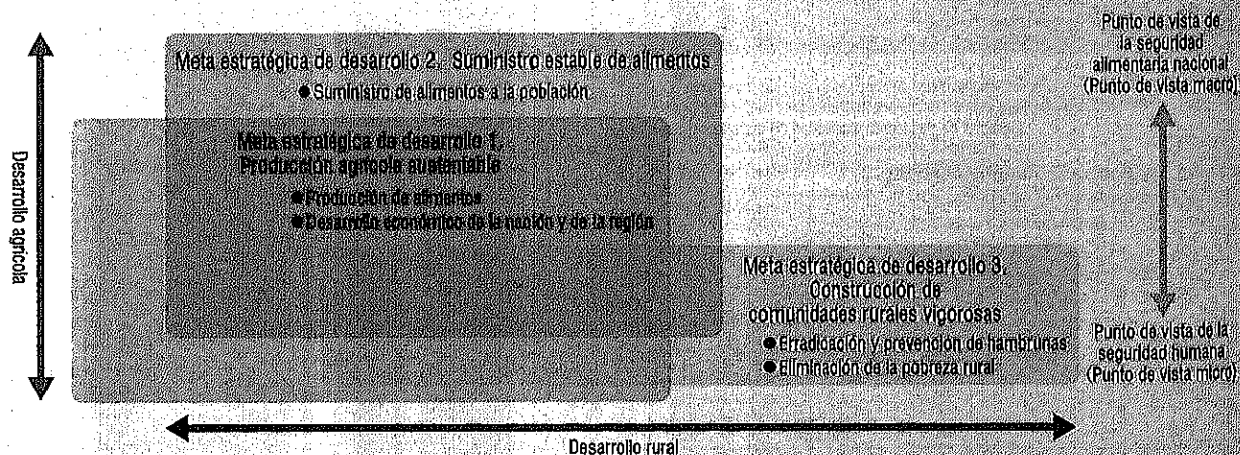 Desarrollo agrícola
Meta estratégica de desarrollo 2. Suministro estable de alimentos
● Suministro de alimentos a la población
Meta estratégica de desarrollo 1.
Producción agrícola sustentable
● Producción de alimentos
● Desarrollo económico de la nación y de la región
Meta estratégica de desarrollo 3.
Construcción de
comunidades rurales vigorosas
● Erradicación y prevención de hambrunas
● Eliminación de la pobreza rural
Punto de vista de
la seguridad
alimentaria nacional
(Punto de vista macro)
Punto de vista de la
seguridad humana
(Punto de vista micro)
Desarrollo rural